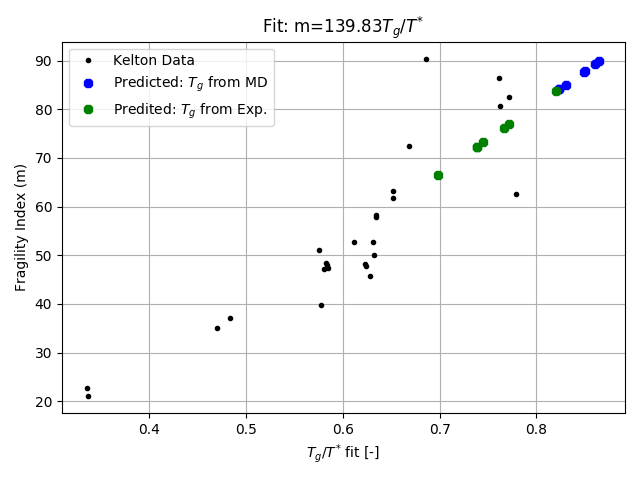 Fit: m=139.83T_g/T^*
Kelton Data
Predicted: T_g from MD
Predited: T_g from Exp.
Fragility Index (m)
90
80
70
60
50
40
30
20
0.4 0.5 0.6 0.7 0.8
T_g/T^* fit [-]